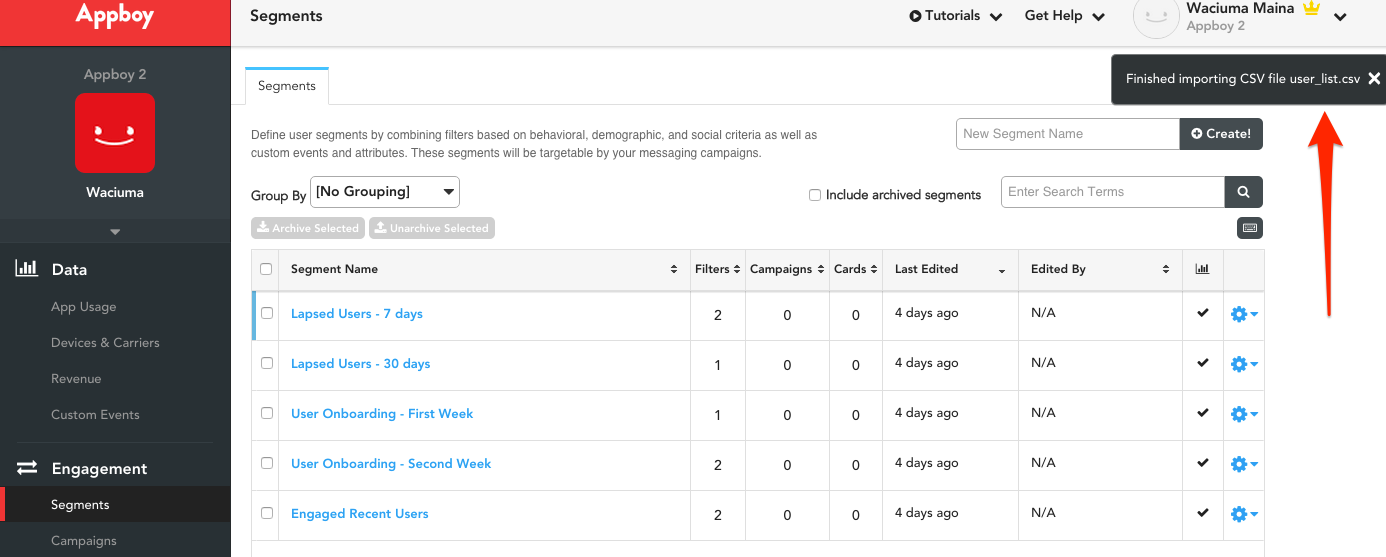 Appboy
Segments
Tutorials
Get Help
Waciuma Maina
Appboy 2
Appboy 2
Waciuma
Data
App Usage
Devices & Carriers
Revenue
Custom Events
Engagement
Segments
Campaigns
Finished importing CSV file user_list.csv
Segments
Define user segments by combining filters based on behavioral, demographic, and social criteria as well as
custom events and attributes. These segments will be targetable by your messaging campaigns.
New Segment Name
Create!
Group By [No Grouping]
Include archived segments
Enter Search Terms
Archive Selected
Unarchive Selected
Segment Name Filters Campaigns Cards Last Edited Edited By
Lapsed Users - 7 days 2 0 0 4 days ago N/A
Lapsed Users - 30 days 1 0 0 4 days ago N/A
User Onboarding - First Week 1 0 0 4 days ago N/A
User Onboarding - Second Week 2 0 0 4 days ago N/A
Engaged Recent Users 2 0 0 4 days ago N/A